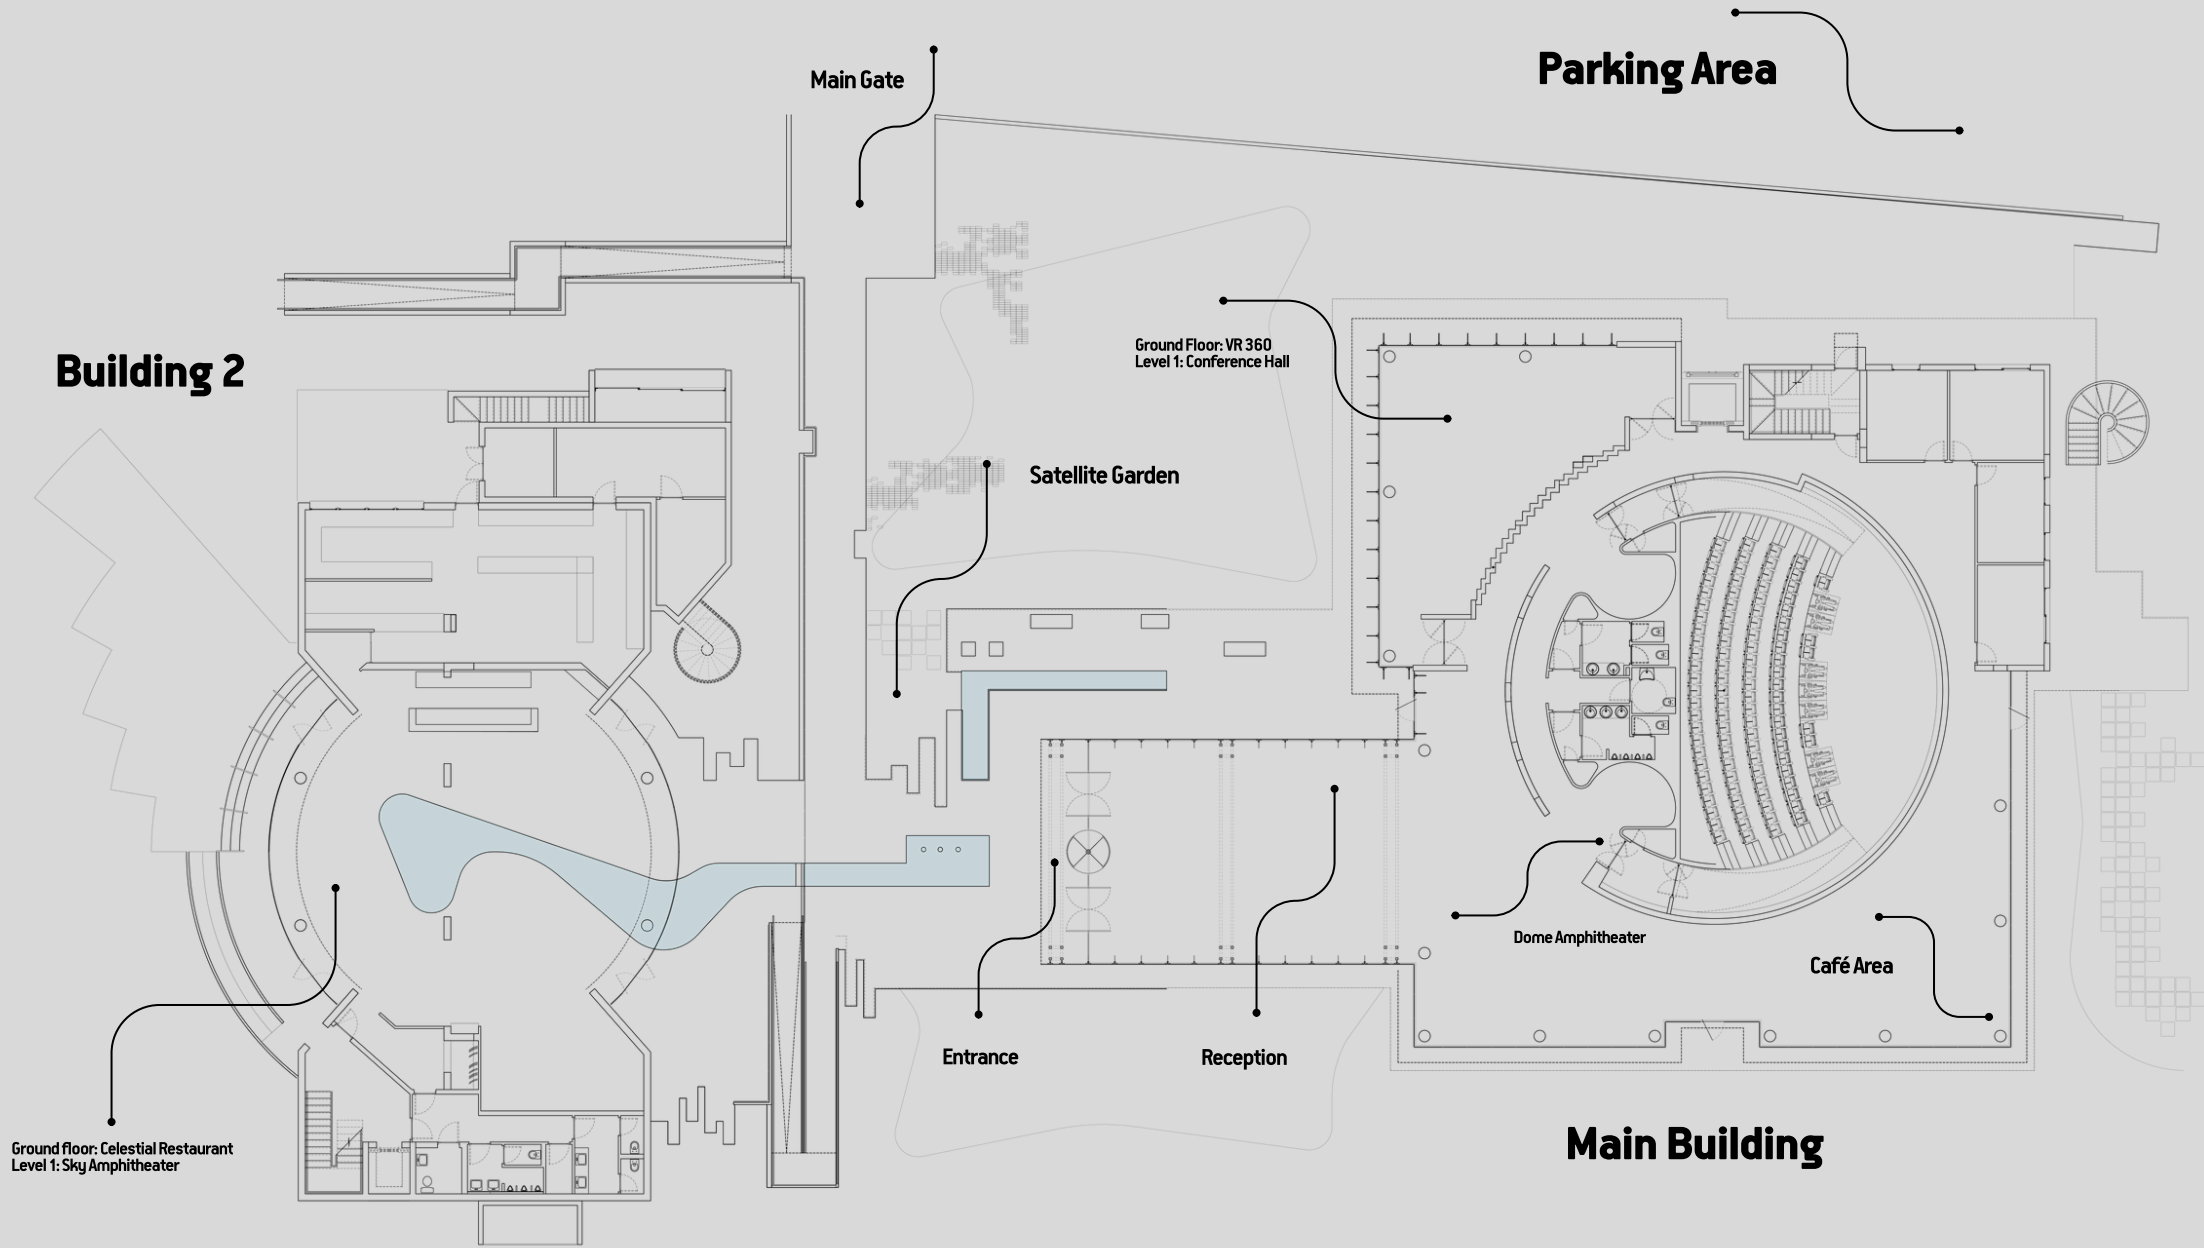 Main Gate
Parking Area
Building 2
Ground Floor: VR 360
Level 1: Conference Hall
Satellite Garden
Dome Amphitheater
Café Area
Entrance
Reception
Main Building
Ground floor: Celestial Restaurant
Level 1: Sky Amphitheater